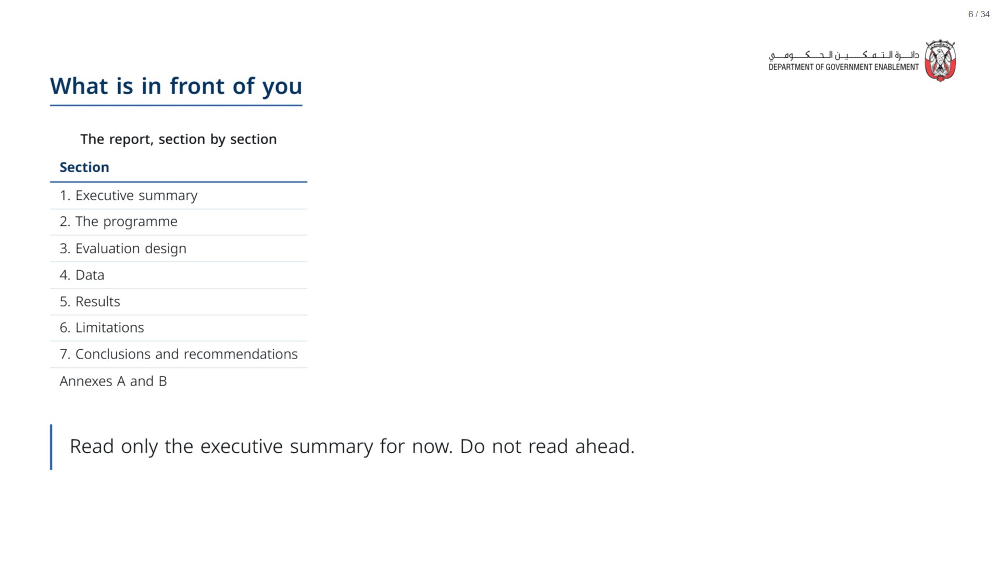 6 / 34
دائرة التمكين الحكومي
DEPARTMENT OF GOVERNMENT ENABLEMENT
What is in front of you
The report, section by section
Section
1. Executive summary
2. The programme
3. Evaluation design
4. Data
5. Results
6. Limitations
7. Conclusions and recommendations
Annexes A and B
Read only the executive summary for now. Do not read ahead.